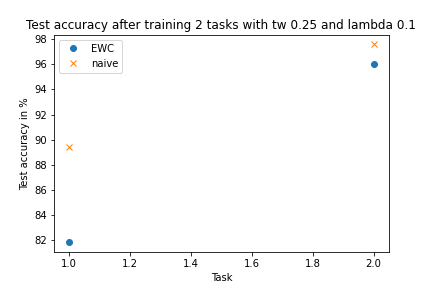 Test accuracy after training 2 tasks with tw 0.25 and lambda 0.1
98
96
94
92
90
88
86
84
82
Test accuracy in %
EWC
naive
1.0 1.2 1.4 1.6 1.8 2.0
Task